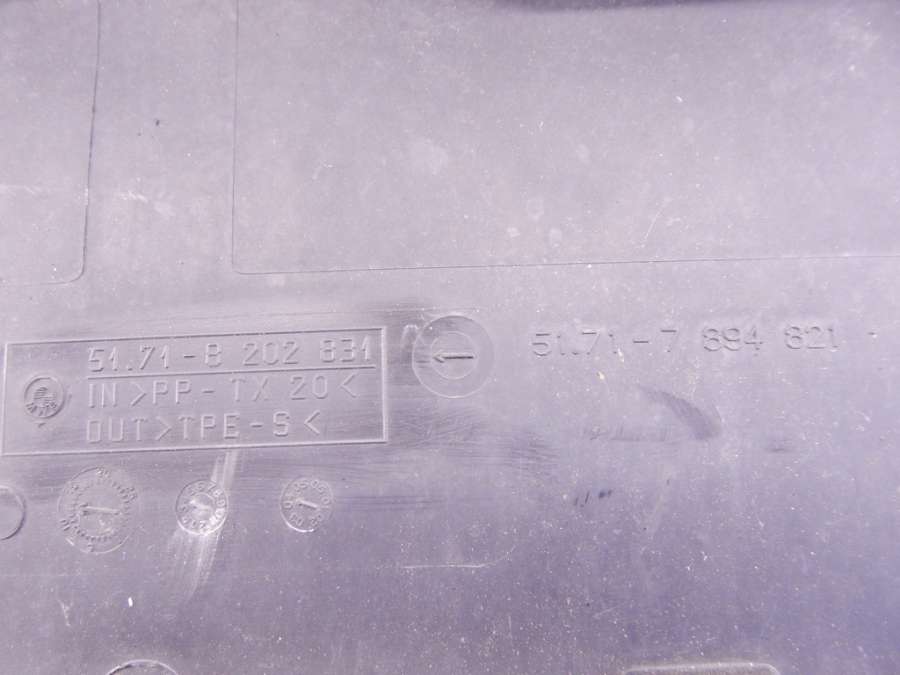 51.71-8 202 831
IN >PP-TX 20<
OUT>TPE-S<
51.71-7 894 821